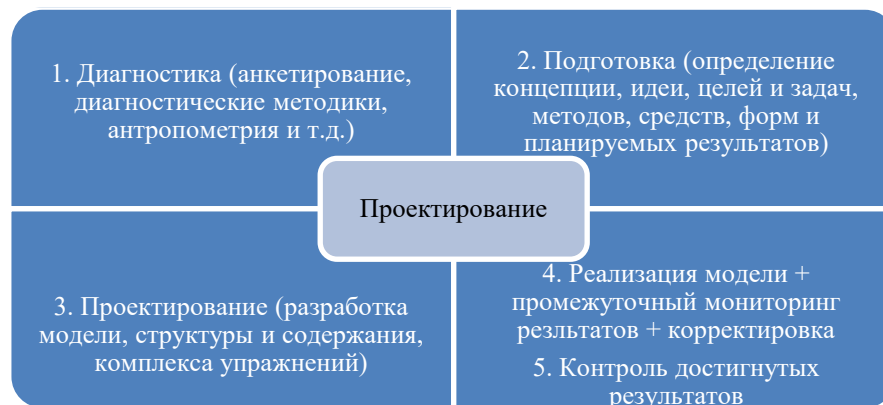 1. Диагностика (анкетирование,
диагностические методики,
антропометрия и т.д.)
2. Подготовка (определение
концепции, идеи, целей и задач,
методов, средств, форм и
планируемых результатов)
Проектирование
3. Проектирование (разработка
модели, структуры и содержания,
комплекса упражнений)
4. Реализация модели +
промежуточный мониторинг
резльтатов + корректировка
5. Контроль достигнутых
результатов